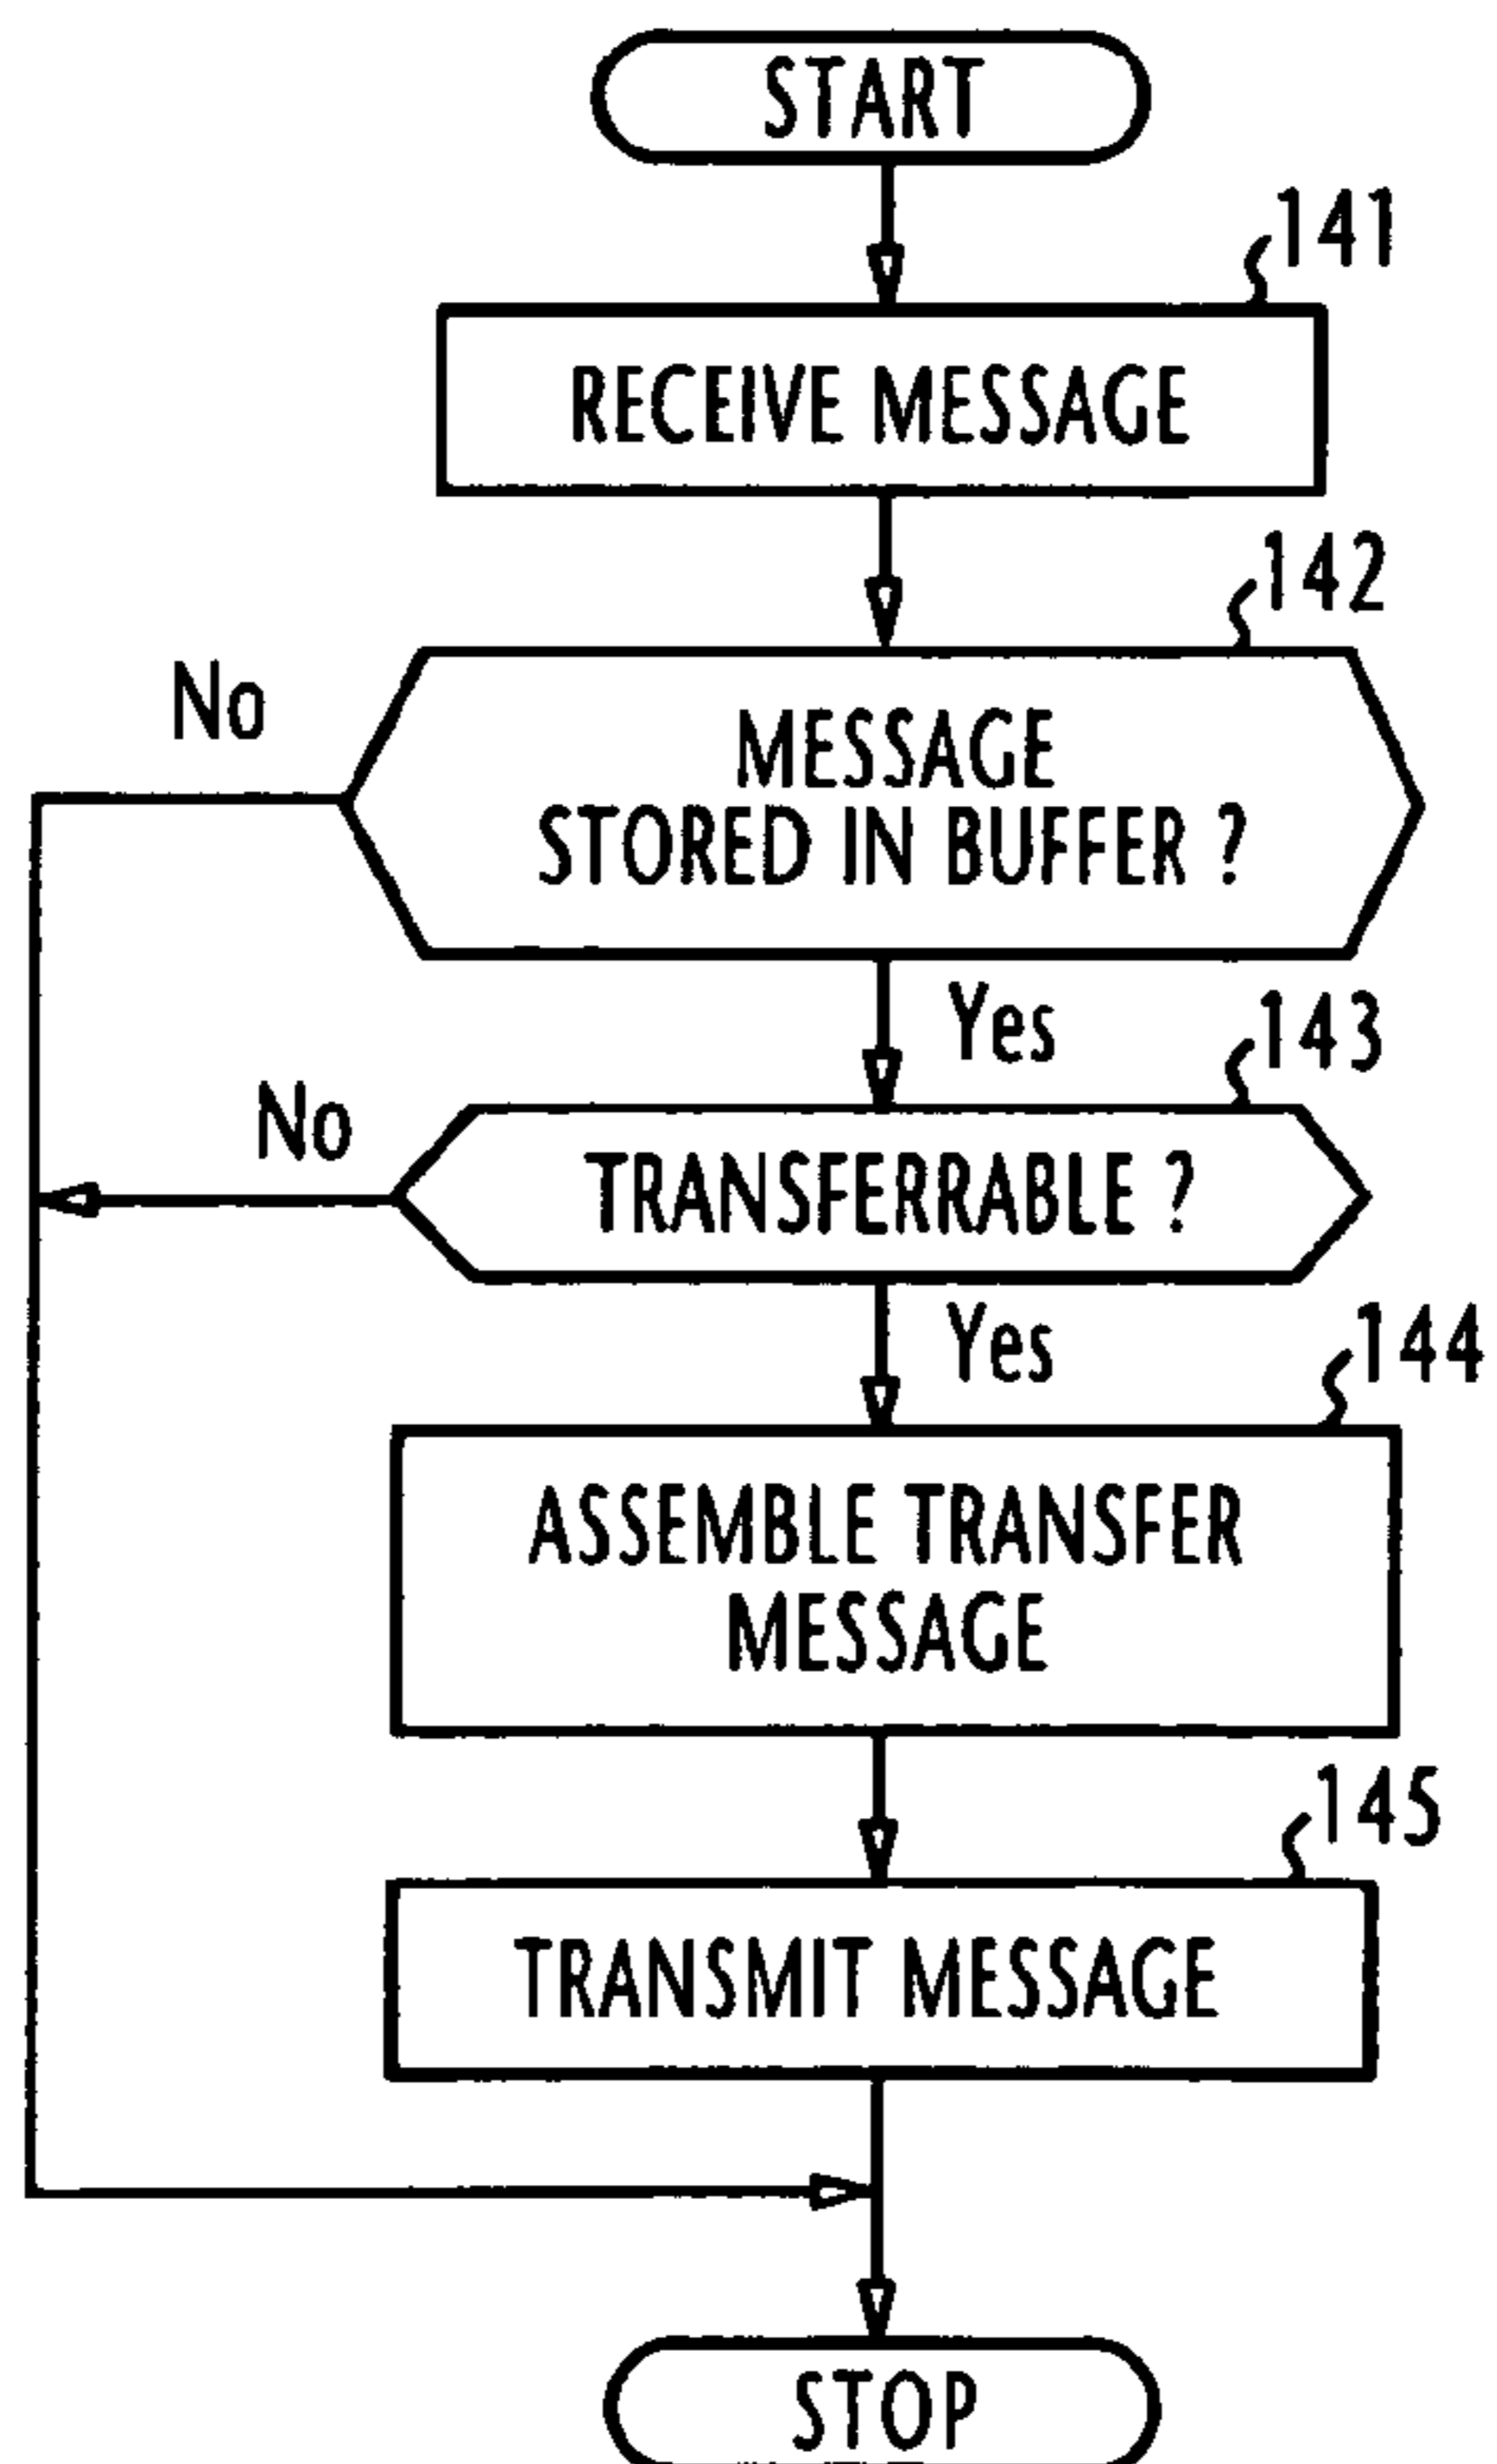 START
141
RECEIVE MESSAGE
142
No
MESSAGE
STORED IN BUFFER ?
Yes
143
No
TRANSFERRABLE ?
Yes
144
ASSEMBLE TRANSFER
MESSAGE
145
TRANSMIT MESSAGE
STOP